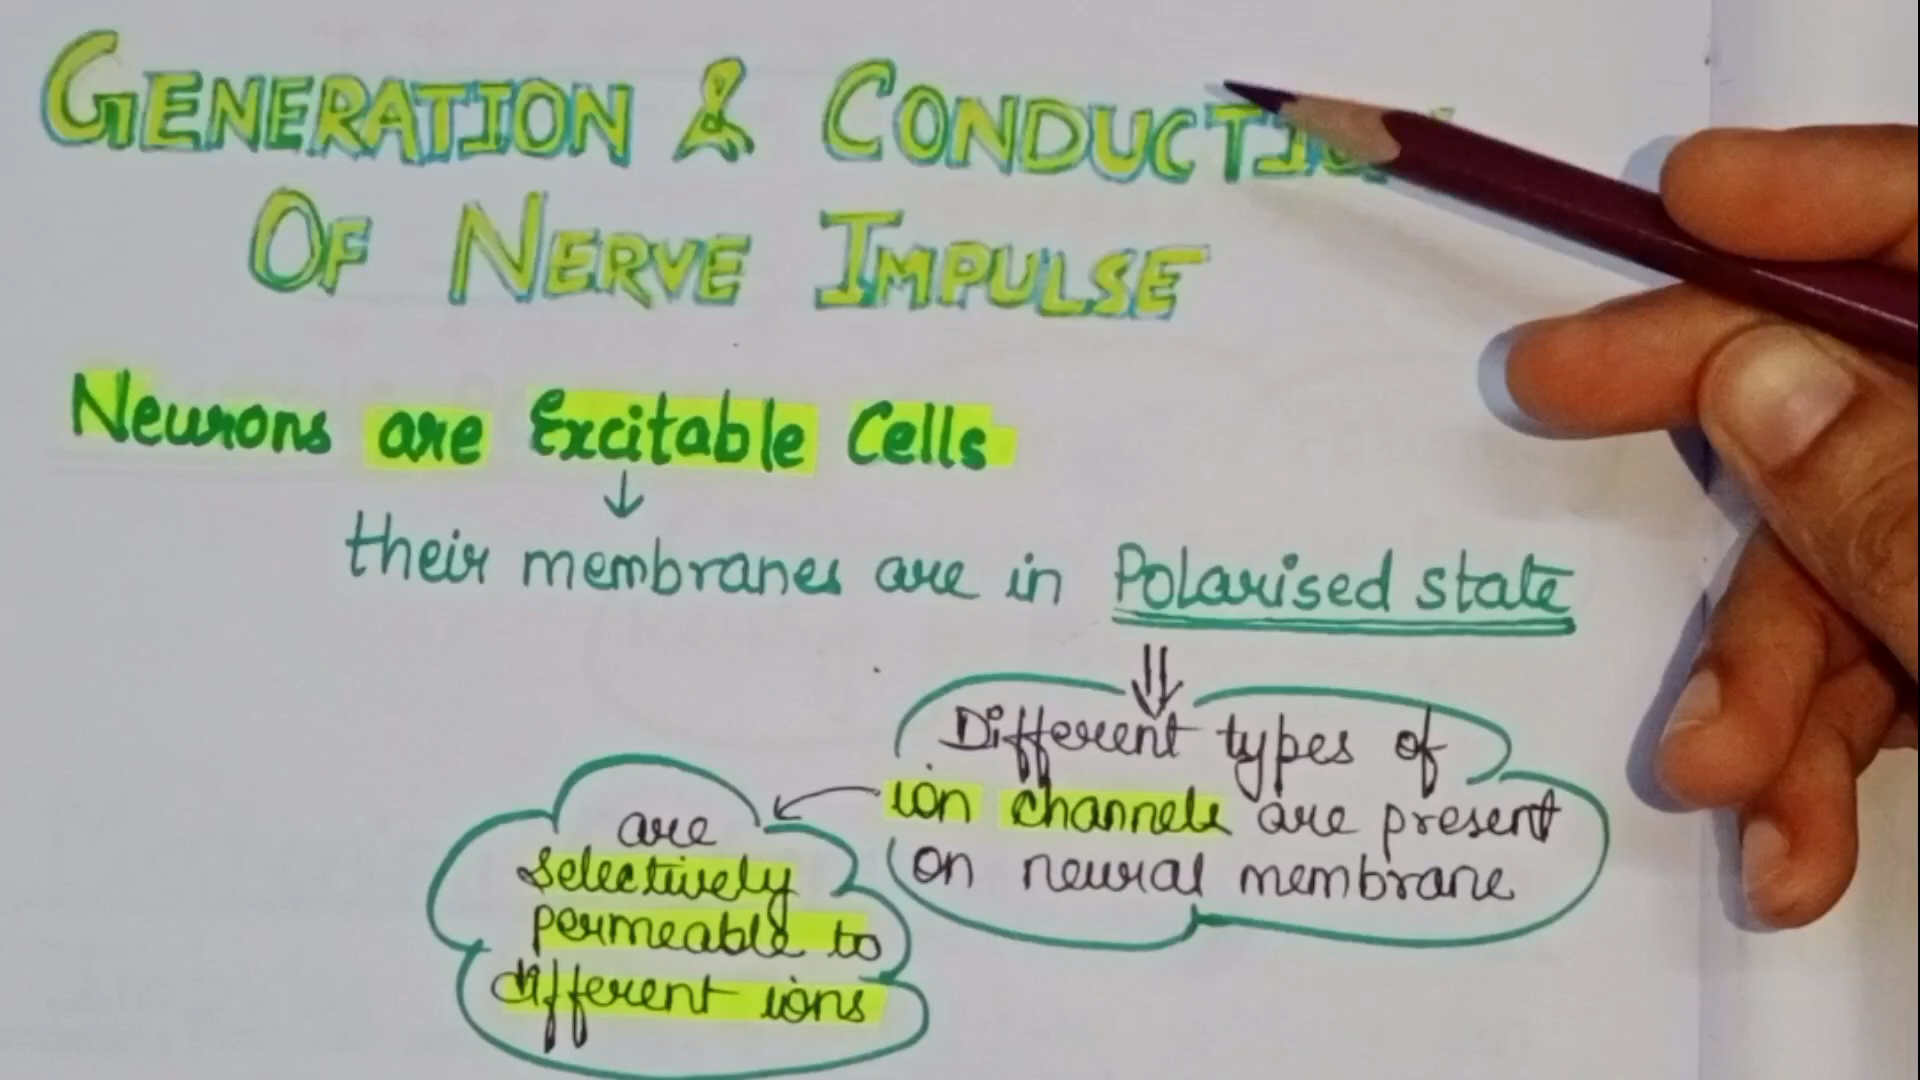 GENERATION & CONDUCTION
OF NERVE IMPULSE
Neurons are Excitable Cells
↓
their membranes are in Polarised state
⇓
Different types of
ion channels are present
on neural membrane
are
selectively
permeable to
different ions